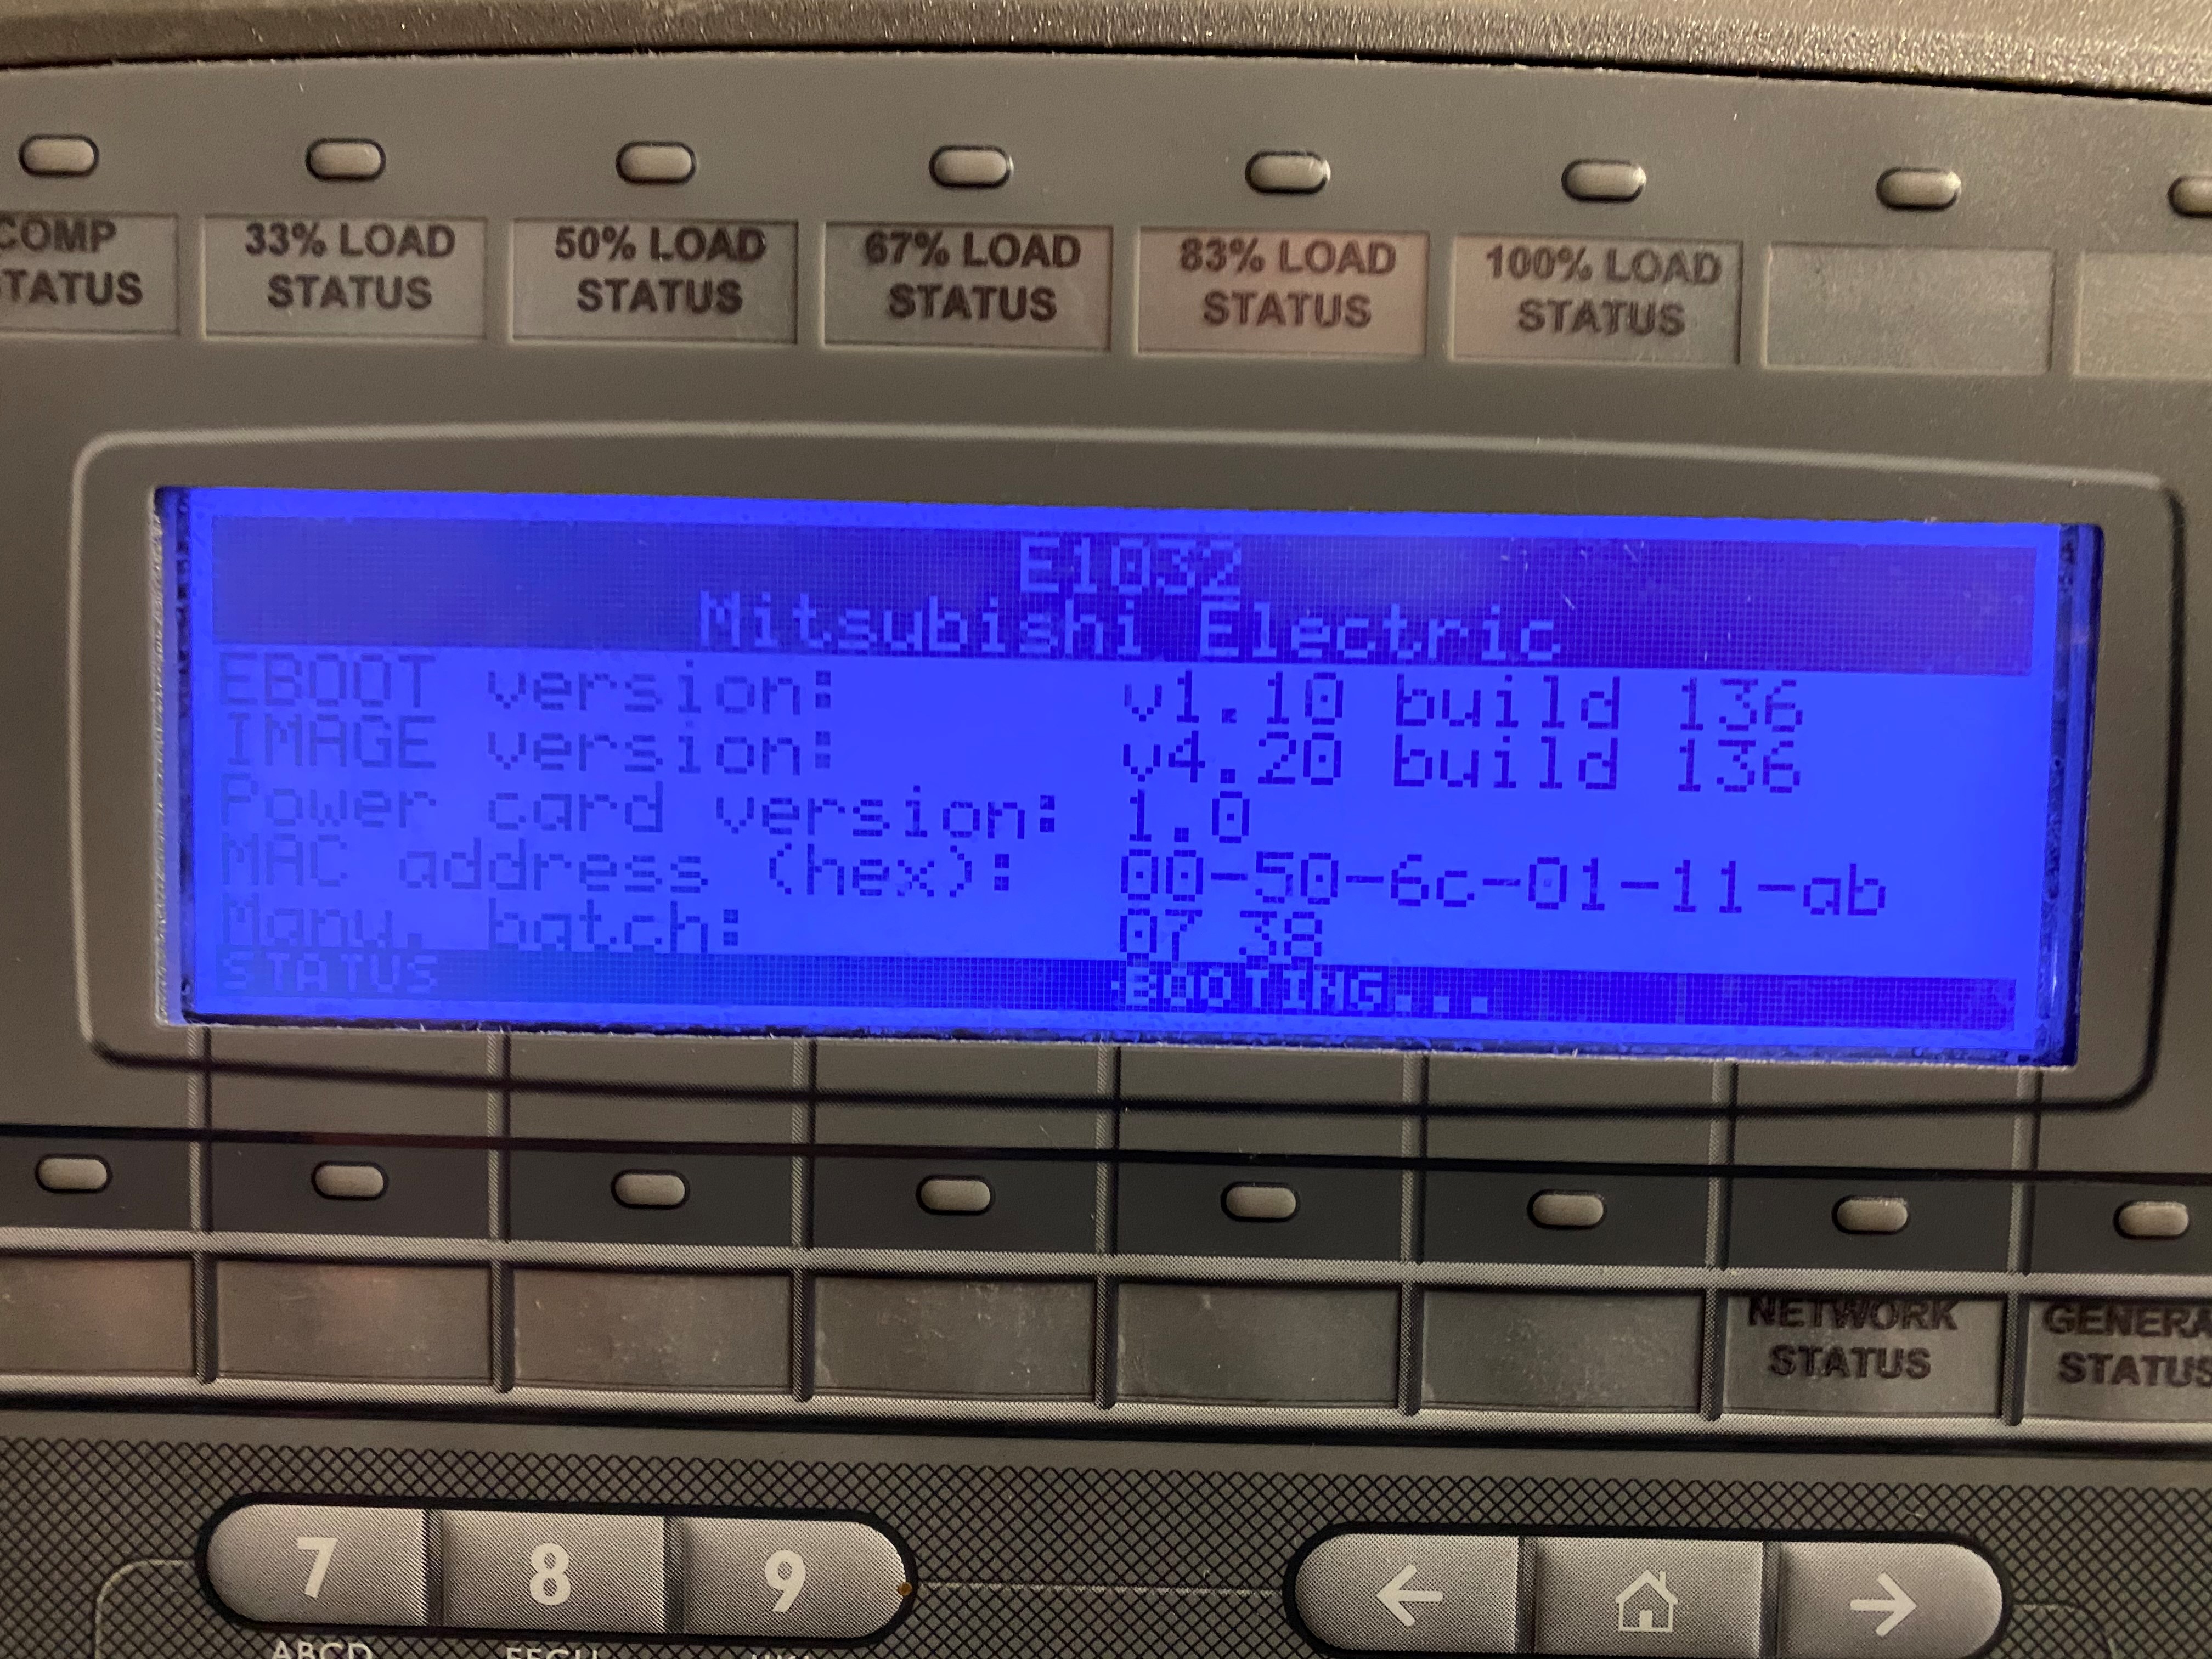 COMP
STATUS
33% LOAD
STATUS
50% LOAD
STATUS
67% LOAD
STATUS
83% LOAD
STATUS
100% LOAD
STATUS
E1032
Mitsubishi Electric
EBOOT version: v1.10 build 136
IMAGE version: v4.20 build 136
Power card version: 1.0
MAC address (hex): 00-50-6c-01-11-ab
Manu. batch: 07 38
STATUS BOOTING...
NETWORK
STATUS
GENERA
STATUS
7 8 9
ABCD